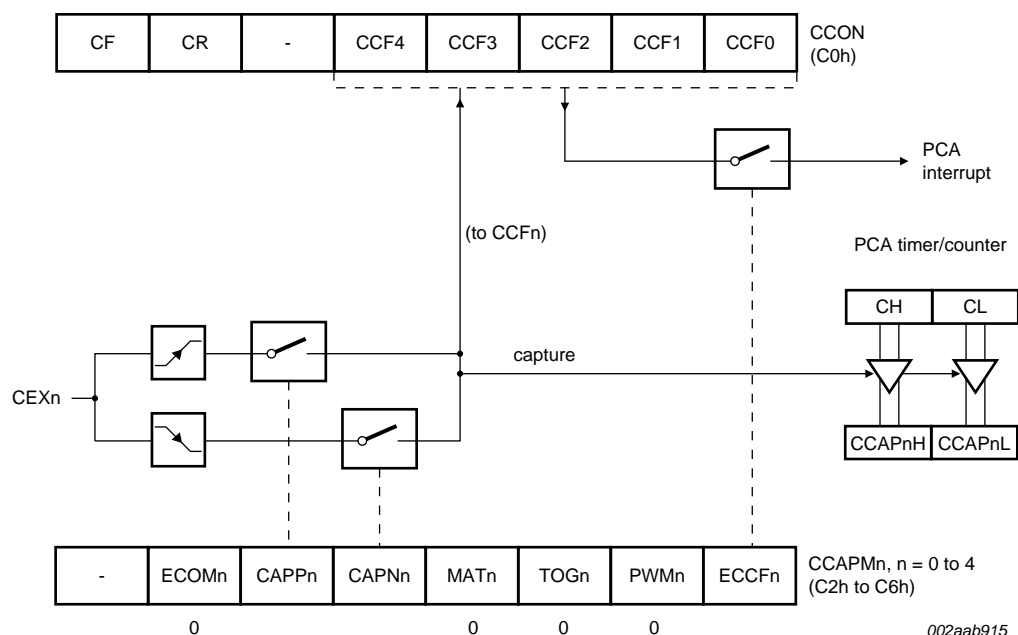 CF CR - CCF4 CCF3 CCF2 CCF1 CCF0
CCON
(C0h)
PCA
interrupt
(to CCFn)
PCA timer/counter
CH CL
capture
CEXn
CCAPnH CCAPnL
- ECOMn CAPPn CAPNn MATn TOGn PWMn ECCFn
CCAPMn, n = 0 to 4
(C2h to C6h)
0 0 0 0
002aab915